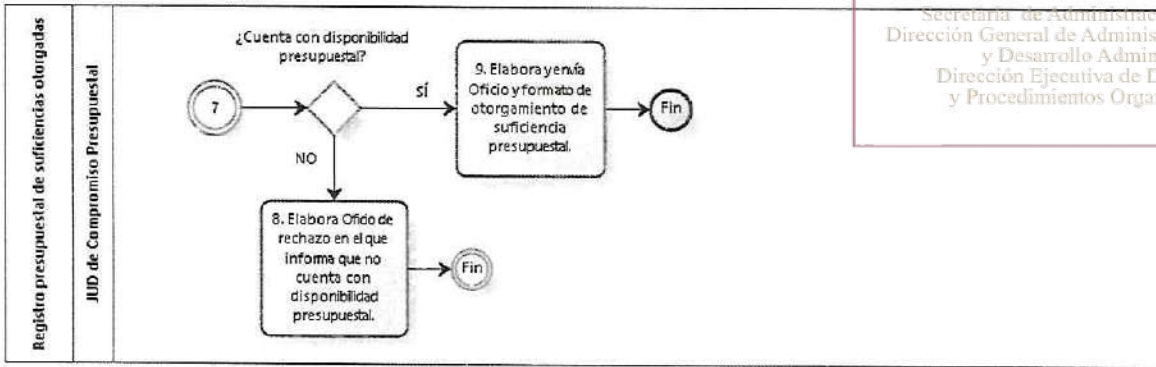 Secretaría de Administrac
Dirección General de Adminis
y Desarrollo Admin
Dirección Ejecutiva de D
y Procedimientos Orga
Registro presupuestal de suficiencias otorgadas
JUD de Compromiso Presupuestal
¿Cuenta con disponibilidad
presupuestal?
7
SÍ
NO
9. Elabora y envía
Oficio y formato de
otorgamiento de
suficiencia
presupuestal.
Fin
8. Elabora Ofido de
rechazo en el que
informa que no
cuenta con
disponibilidad
presupuestal.
Fin